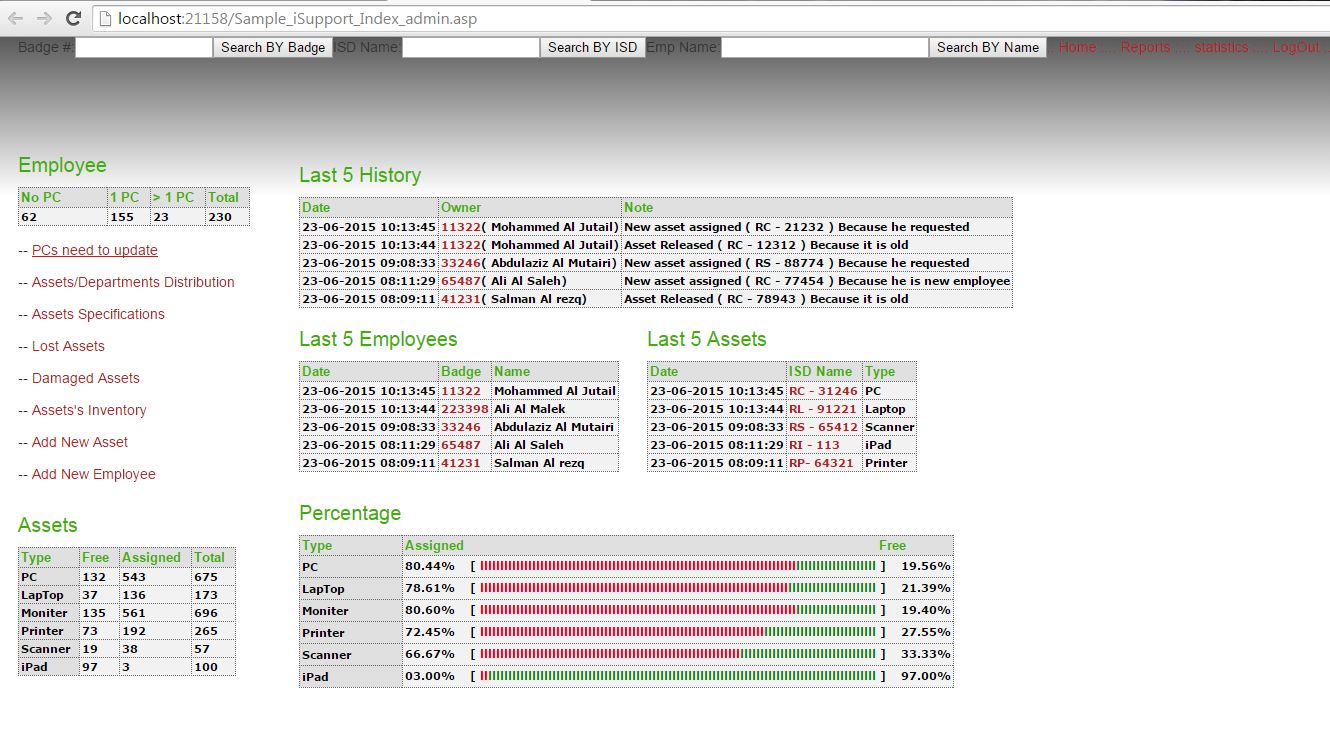 localhost:21158/Sample_iSupport_Index_admin.asp
Badge #: Search BY Badge ISD Name: Search BY ISD Emp Name: Search BY Name Home .... Reports .... statistics .... LogOut
Employee
No PC 1 PC > 1 PC Total
62 155 23 230
-- PCs need to update
-- Assets/Departments Distribution
-- Assets Specifications
-- Lost Assets
-- Damaged Assets
-- Assets's Inventory
-- Add New Asset
-- Add New Employee
Assets
Type Free Assigned Total
PC 132 543 675
LapTop 37 136 173
Moniter 135 561 696
Printer 73 192 265
Scanner 19 38 57
iPad 97 3 100
Last 5 History
Date Owner Note
23-06-2015 10:13:45 11322( Mohammed Al Jutail) New asset assigned ( RC - 21232 ) Because he requested
23-06-2015 10:13:44 11322( Mohammed Al Jutail) Asset Released ( RC - 12312 ) Because it is old
23-06-2015 09:08:33 33246( Abdulaziz Al Mutairi) New asset assigned ( RS - 88774 ) Because he requested
23-06-2015 08:11:29 65487( Ali Al Saleh) New asset assigned ( RC - 77454 ) Because he is new employee
23-06-2015 08:09:11 41231( Salman Al rezq) Asset Released ( RC - 78943 ) Because it is old
Last 5 Employees
Date Badge Name
23-06-2015 10:13:45 11322 Mohammed Al Jutail
23-06-2015 10:13:44 223398 Ali Al Malek
23-06-2015 09:08:33 33246 Abdulaziz Al Mutairi
23-06-2015 08:11:29 65487 Ali Al Saleh
23-06-2015 08:09:11 41231 Salman Al rezq
Last 5 Assets
Date ISD Name Type
23-06-2015 10:13:45 RC - 31246 PC
23-06-2015 10:13:44 RL - 91221 Laptop
23-06-2015 09:08:33 RS - 65412 Scanner
23-06-2015 08:11:29 RI - 113 iPad
23-06-2015 08:09:11 RP- 64321 Printer
Percentage
Type Assigned Free
PC 80.44% [ ] 19.56%
LapTop 78.61% [ ] 21.39%
Moniter 80.60% [ ] 19.40%
Printer 72.45% [ ] 27.55%
Scanner 66.67% [ ] 33.33%
iPad 03.00% [ ] 97.00%